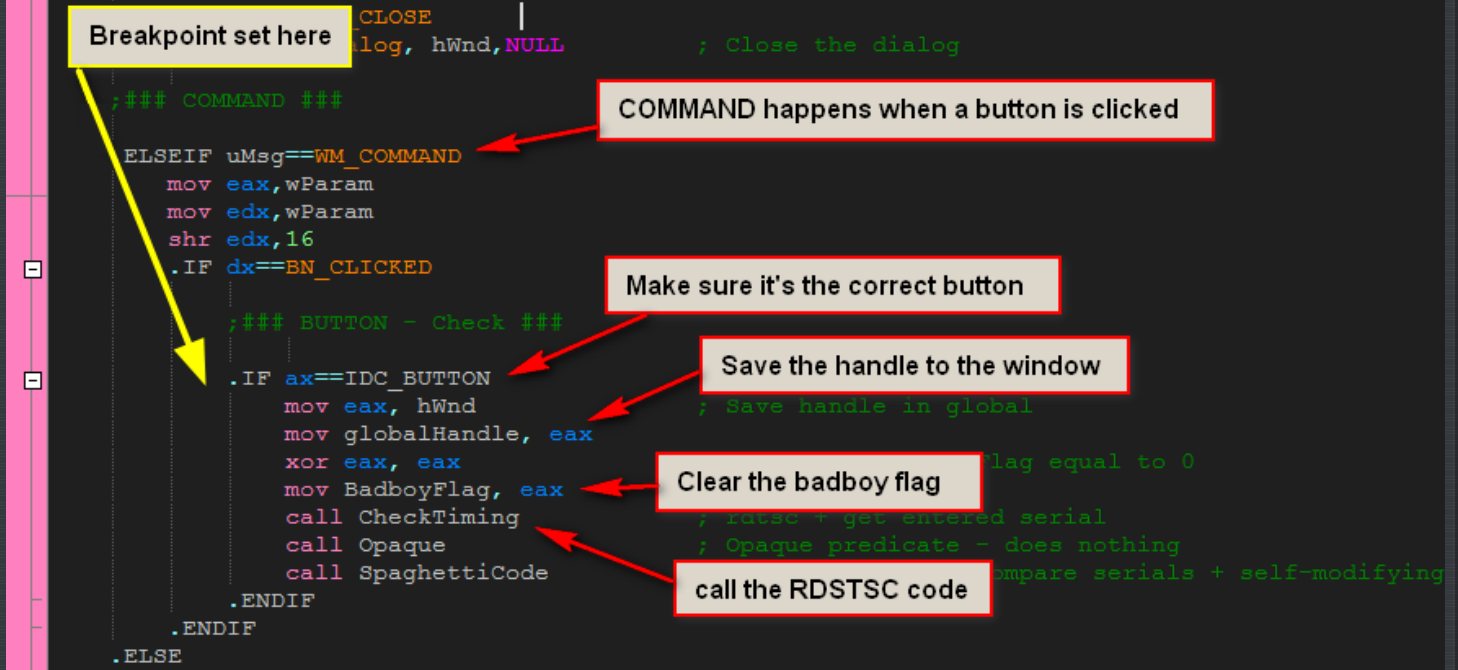 _CLOSE
Breakpoint set here
alog, hWnd,NULL ; Close the dialog
;### COMMAND ###
COMMAND happens when a button is clicked
ELSEIF uMsg==WM_COMMAND
mov eax,wParam
mov edx,wParam
shr edx,16
.IF dx==BN_CLICKED
Make sure it's the correct button
;### BUTTON - Check ###
Save the handle to the window
.IF ax==IDC_BUTTON
mov eax, hWnd ; Save handle in global
mov globalHandle, eax
xor eax, eax flag equal to 0
Clear the badboy flag
mov BadboyFlag, eax
call CheckTiming ; rdtsc + get entered serial
call Opaque ; Opaque predicate - does nothing
call SpaghettiCode ompare serials + self-modifying
call the RDSTSC code
.ENDIF
.ENDIF
.ELSE